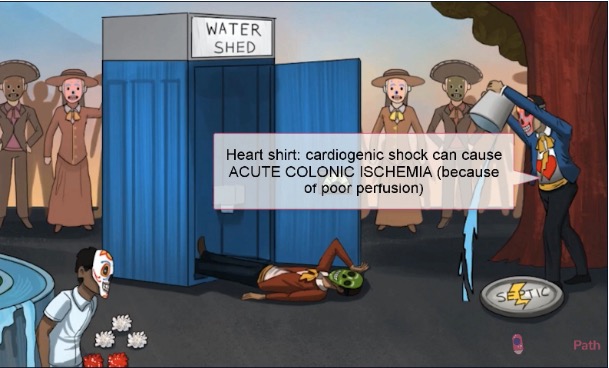 WATER
SHED
Heart shirt: cardiogenic shock can cause
ACUTE COLONIC ISCHEMIA (because
of poor perfusion)
SEPTIC
Path